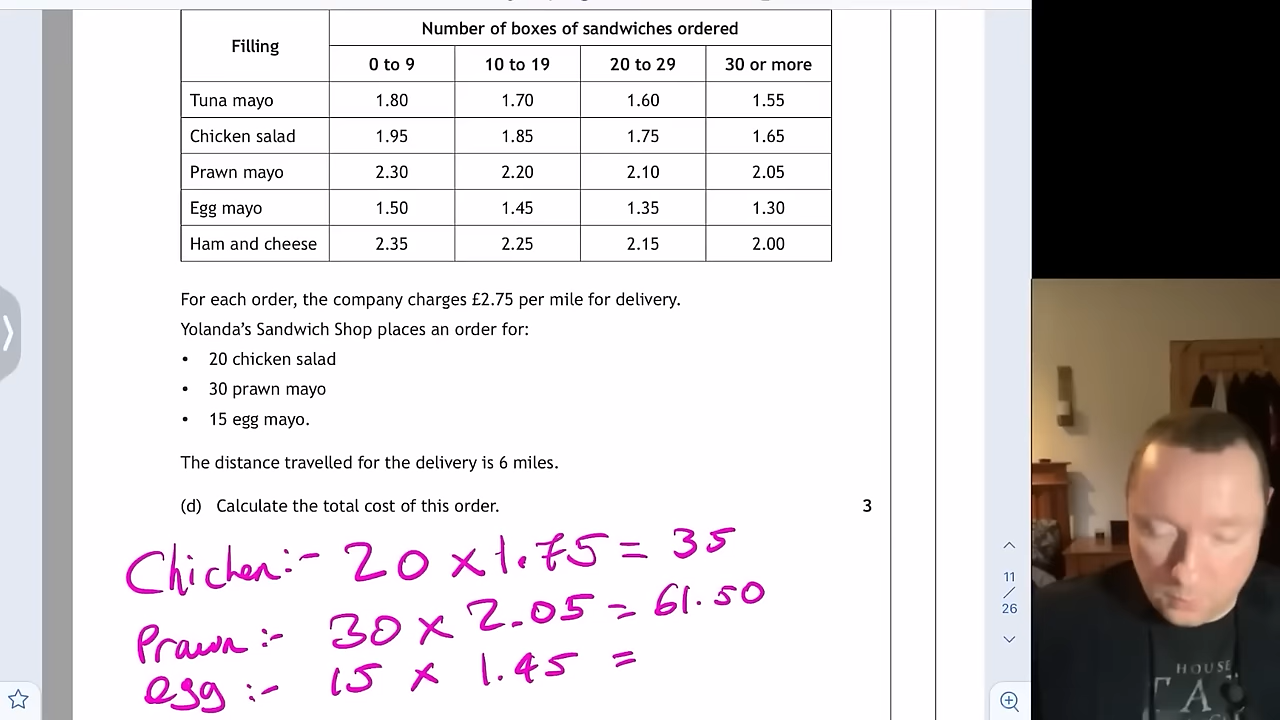 Filling
Number of boxes of sandwiches ordered
0 to 9 10 to 19 20 to 29 30 or more
Tuna mayo 1.80 1.70 1.60 1.55
Chicken salad 1.95 1.85 1.75 1.65
Prawn mayo 2.30 2.20 2.10 2.05
Egg mayo 1.50 1.45 1.35 1.30
Ham and cheese 2.35 2.25 2.15 2.00
For each order, the company charges £2.75 per mile for delivery.
Yolanda’s Sandwich Shop places an order for:
• 20 chicken salad
• 30 prawn mayo
• 15 egg mayo.
The distance travelled for the delivery is 6 miles.
(d) Calculate the total cost of this order. 3
Chicken:- 20 × 1.75 = 35
Prawn:- 30 × 2.05 = 61.50
egg:- 15 × 1.45 =
11
/
26
HOUSE